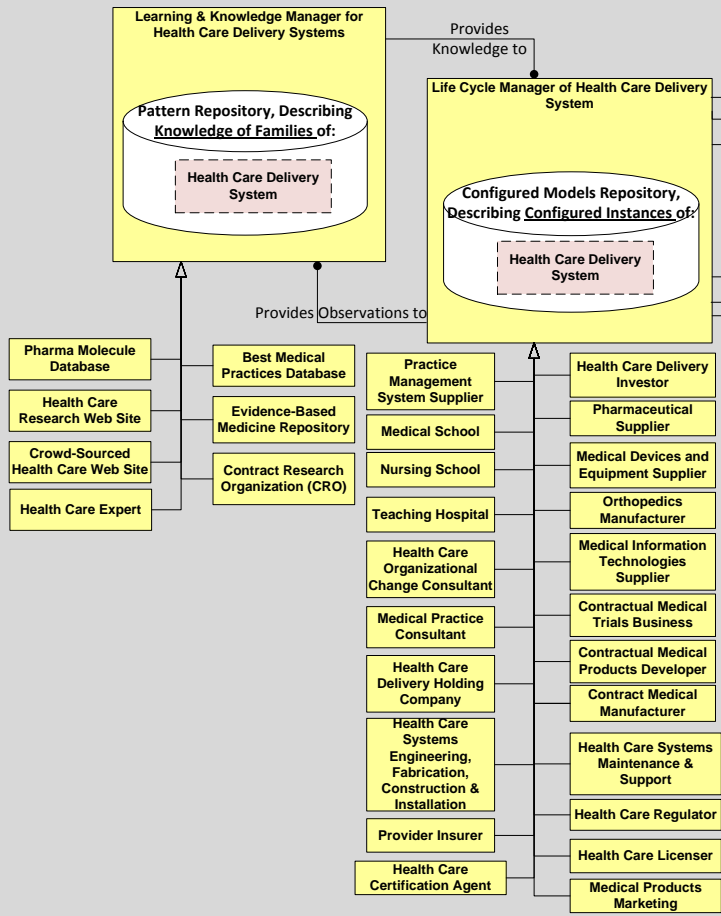 Learning & Knowledge Manager for
Health Care Delivery Systems
Provides
Knowledge to
Pattern Repository, Describing
Knowledge of Families of:
Health Care Delivery
System
Life Cycle Manager of Health Care Delivery
System
Configured Models Repository,
Describing Configured Instances of:
Health Care Delivery
System
Provides Observations to
Pharma Molecule
Database
Health Care
Research Web Site
Crowd-Sourced
Health Care Web Site
Health Care Expert
Best Medical
Practices Database
Evidence-Based
Medicine Repository
Contract Research
Organization (CRO)
Practice
Management
System Supplier
Medical School
Nursing School
Teaching Hospital
Health Care
Organizational
Change Consultant
Medical Practice
Consultant
Health Care
Delivery Holding
Company
Health Care
Systems
Engineering,
Fabrication,
Construction &
Installation
Provider Insurer
Health Care
Certification Agent
Health Care Delivery
Investor
Pharmaceutical
Supplier
Medical Devices and
Equipment Supplier
Orthopedics
Manufacturer
Medical Information
Technologies
Supplier
Contractual Medical
Trials Business
Contractual Medical
Products Developer
Contract Medical
Manufacturer
Health Care Systems
Maintenance &
Support
Health Care Regulator
Health Care Licenser
Medical Products
Marketing